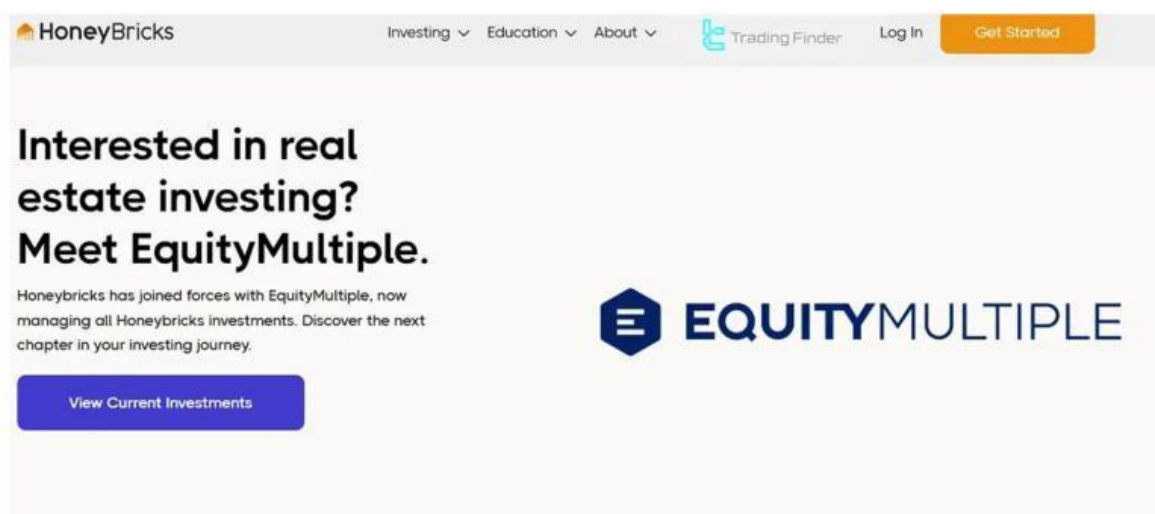 HoneyBricks
Investing
Education
About
Trading Finder
Log In
Get Started
Interested in real
estate investing?
Meet EquityMultiple.
Honeybricks has joined forces with EquityMultiple, now
managing all Honeybricks investments. Discover the next
chapter in your investing journey.
View Current Investments
EQUITYMULTIPLE